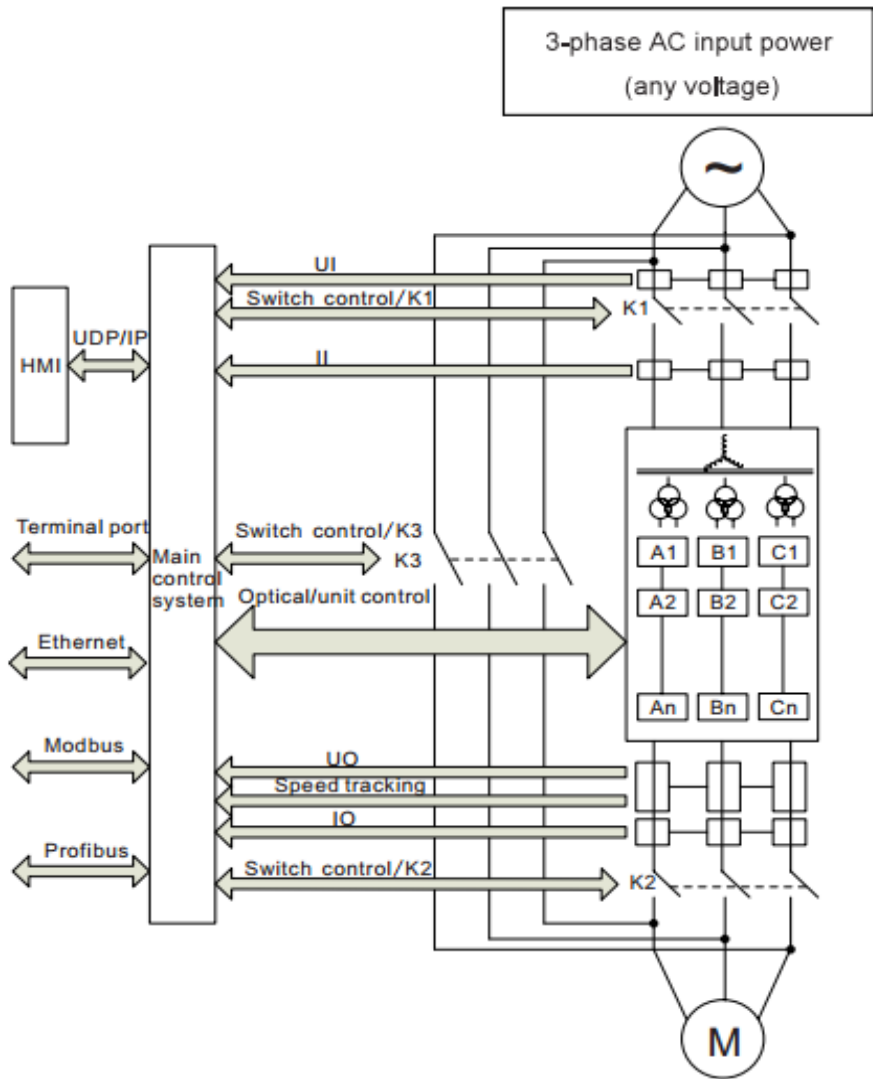 3-phase AC input power
(any voltage)
~
UI
Switch control/K1
K1
UDP/IP
HMI
II
Terminal port
Switch control/K3
K3
Main
control
system
Optical/unit control
A1
B1
C1
A2
B2
C2
Ethernet
An
Bn
Cn
Modbus
UO
Speed tracking
IO
Profibus
Switch control/K2
K2
M